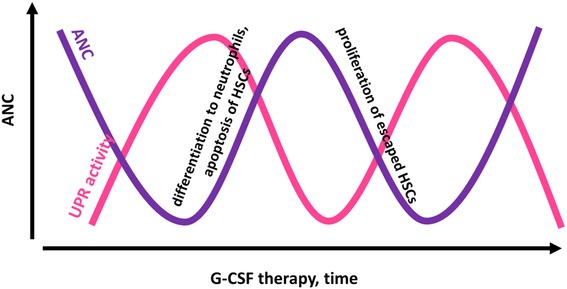 ANC
ANC
UPR activity
differentiation to neutrophils,
apoptosis of HSCs
proliferation of escaped HSCs
G-CSF therapy, time